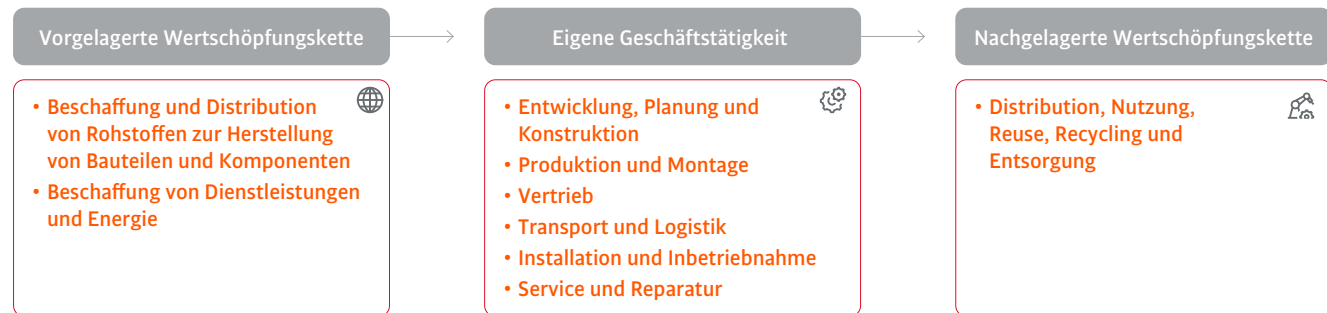 Vorgelagerte Wertschöpfungskette
Eigene Geschäftstätigkeit
Nachgelagerte Wertschöpfungskette
• Beschaffung und Distribution
von Rohstoffen zur Herstellung
von Bauteilen und Komponenten
• Beschaffung von Dienstleistungen
und Energie
• Entwicklung, Planung und
Konstruktion
• Produktion und Montage
• Vertrieb
• Transport und Logistik
• Installation und Inbetriebnahme
• Service und Reparatur
• Distribution, Nutzung,
Reuse, Recycling und
Entsorgung